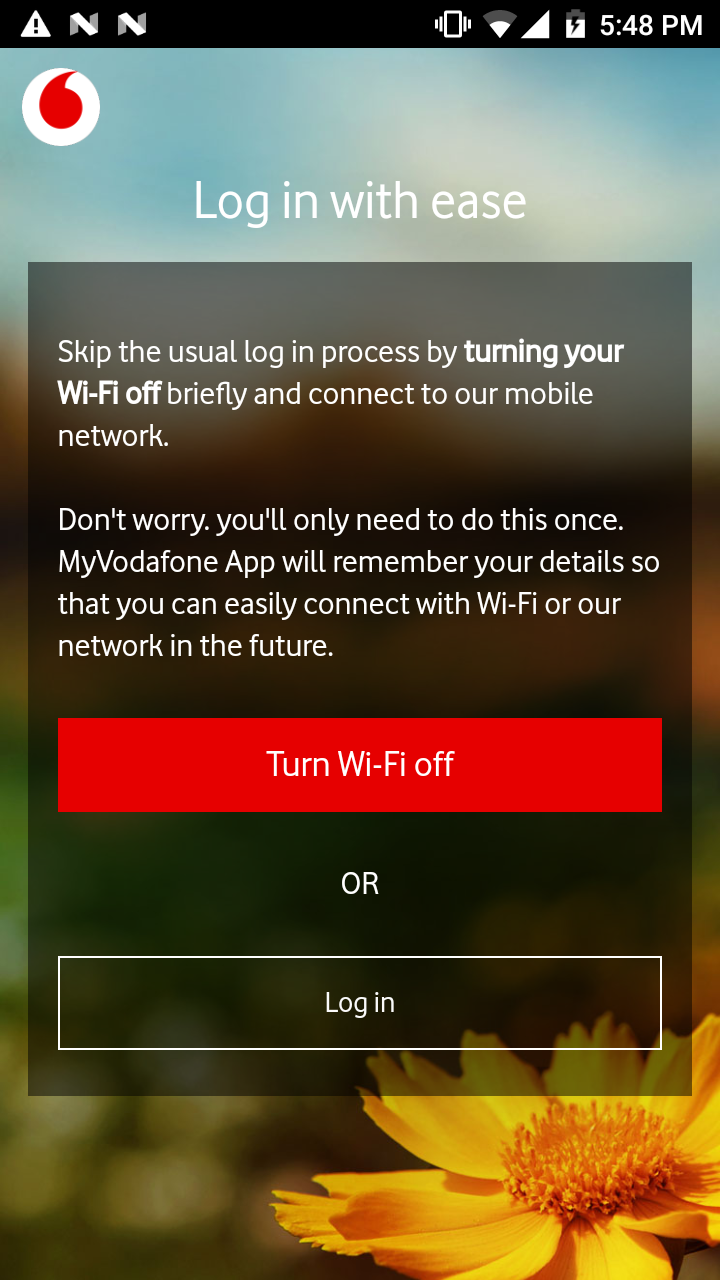 5:48 PM
Log in with ease
Skip the usual log in process by turning your
Wi-Fi off briefly and connect to our mobile
network.
Don't worry. you'll only need to do this once.
MyVodafone App will remember your details so
that you can easily connect with Wi-Fi or our
network in the future.
Turn Wi-Fi off
OR
Log in